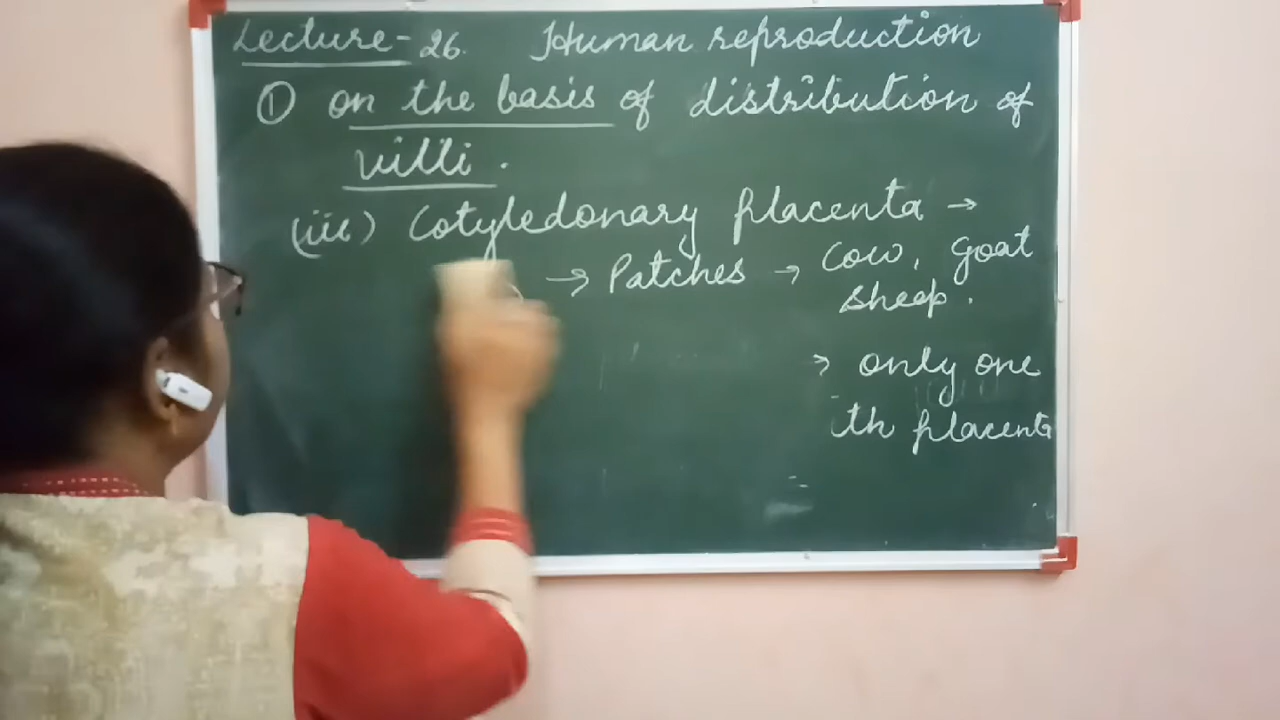 Lecture-26. Human reproduction
① on the basis of distribution of
villi.
(iii) Cotyledonary placenta →
→ Patches → Cow, Goat
Sheep.
→ only one
th placenta